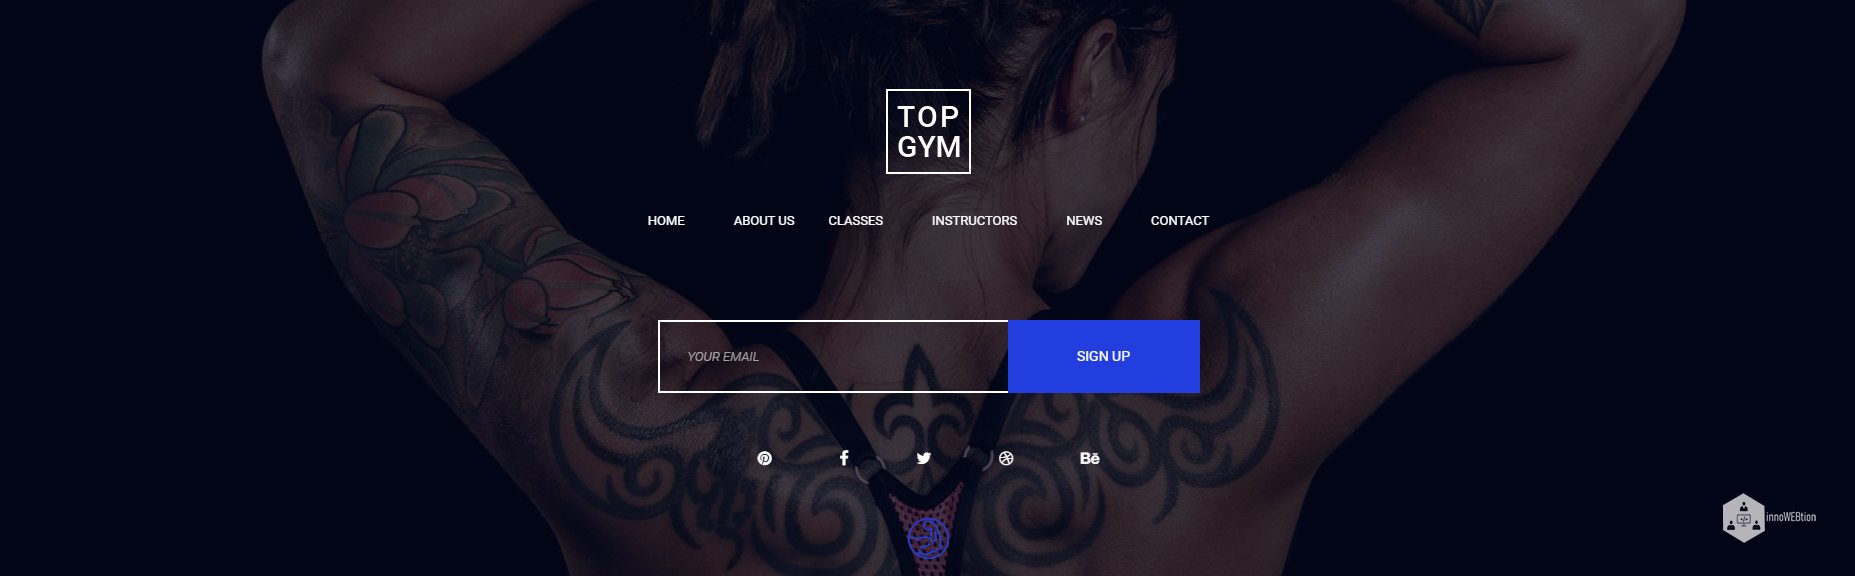 TOP
GYM
HOME ABOUT US CLASSES INSTRUCTORS NEWS CONTACT
YOUR EMAIL SIGN UP
Bē
innoWEBtion